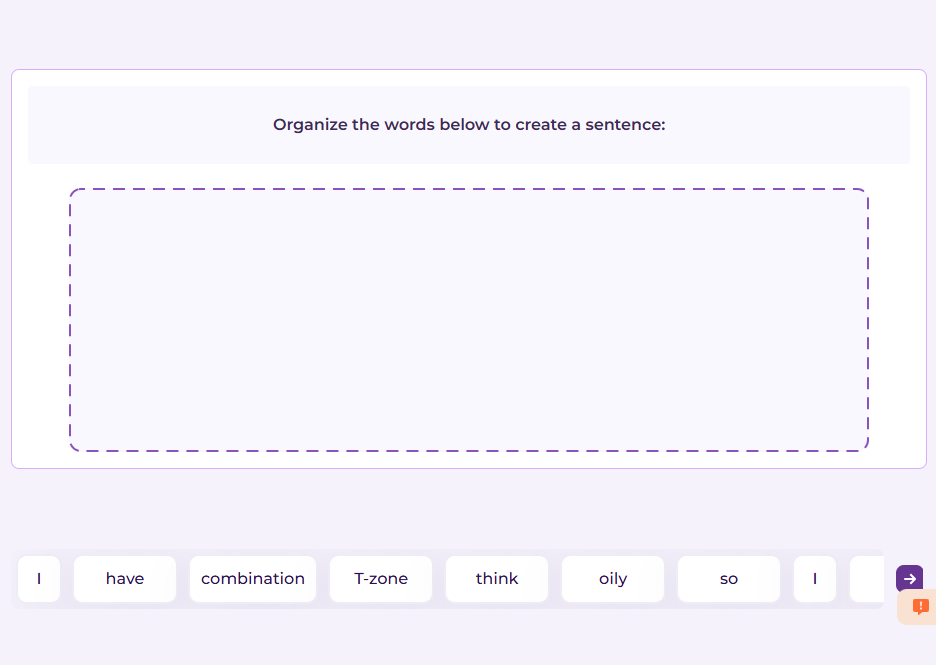 Organize the words below to create a sentence:
I have combination T-zone think oily so I